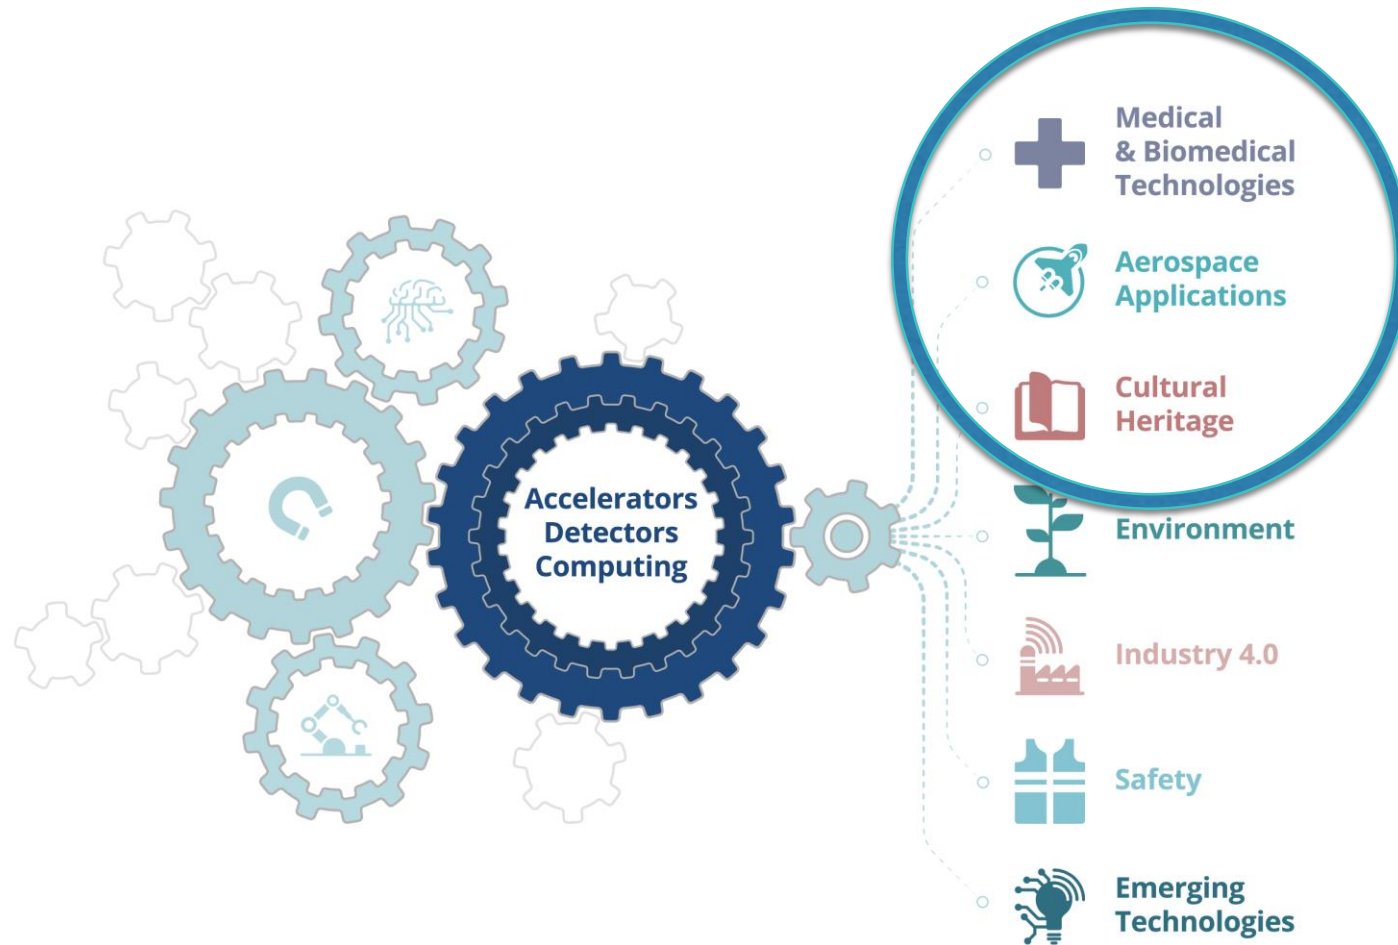 Accelerators
Detectors
Computing
Medical
& Biomedical
Technologies
Aerospace
Applications
Cultural
Heritage
Environment
Industry 4.0
Safety
Emerging
Technologies